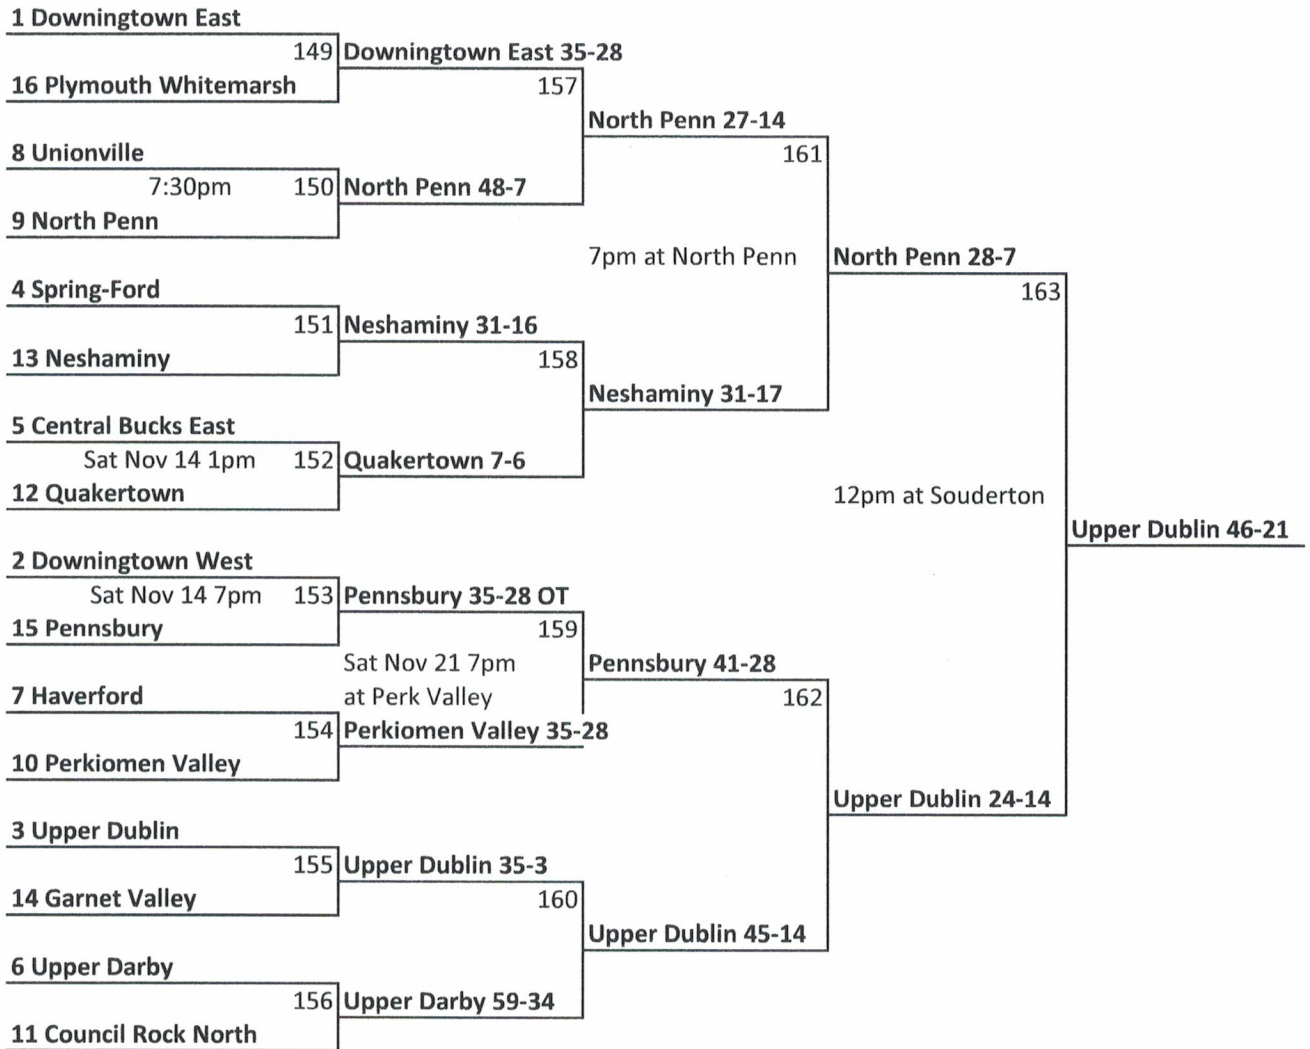 1 Downingtown East
149 Downingtown East 35-28
16 Plymouth Whitemarsh
157
North Penn 27-14
8 Unionville
161
7:30pm 150 North Penn 48-7
9 North Penn
7pm at North Penn
North Penn 28-7
4 Spring-Ford
163
151 Neshaminy 31-16
13 Neshaminy
158
Neshaminy 31-17
5 Central Bucks East
Sat Nov 14 1pm 152 Quakertown 7-6
12 Quakertown
12pm at Souderton
Upper Dublin 46-21
2 Downingtown West
Sat Nov 14 7pm 153 Pennsbury 35-28 OT
15 Pennsbury
159
Sat Nov 21 7pm
Pennsbury 41-28
7 Haverford
at Perk Valley
162
154 Perkiomen Valley 35-28
10 Perkiomen Valley
Upper Dublin 24-14
3 Upper Dublin
155 Upper Dublin 35-3
14 Garnet Valley
160
Upper Dublin 45-14
6 Upper Darby
156 Upper Darby 59-34
11 Council Rock North